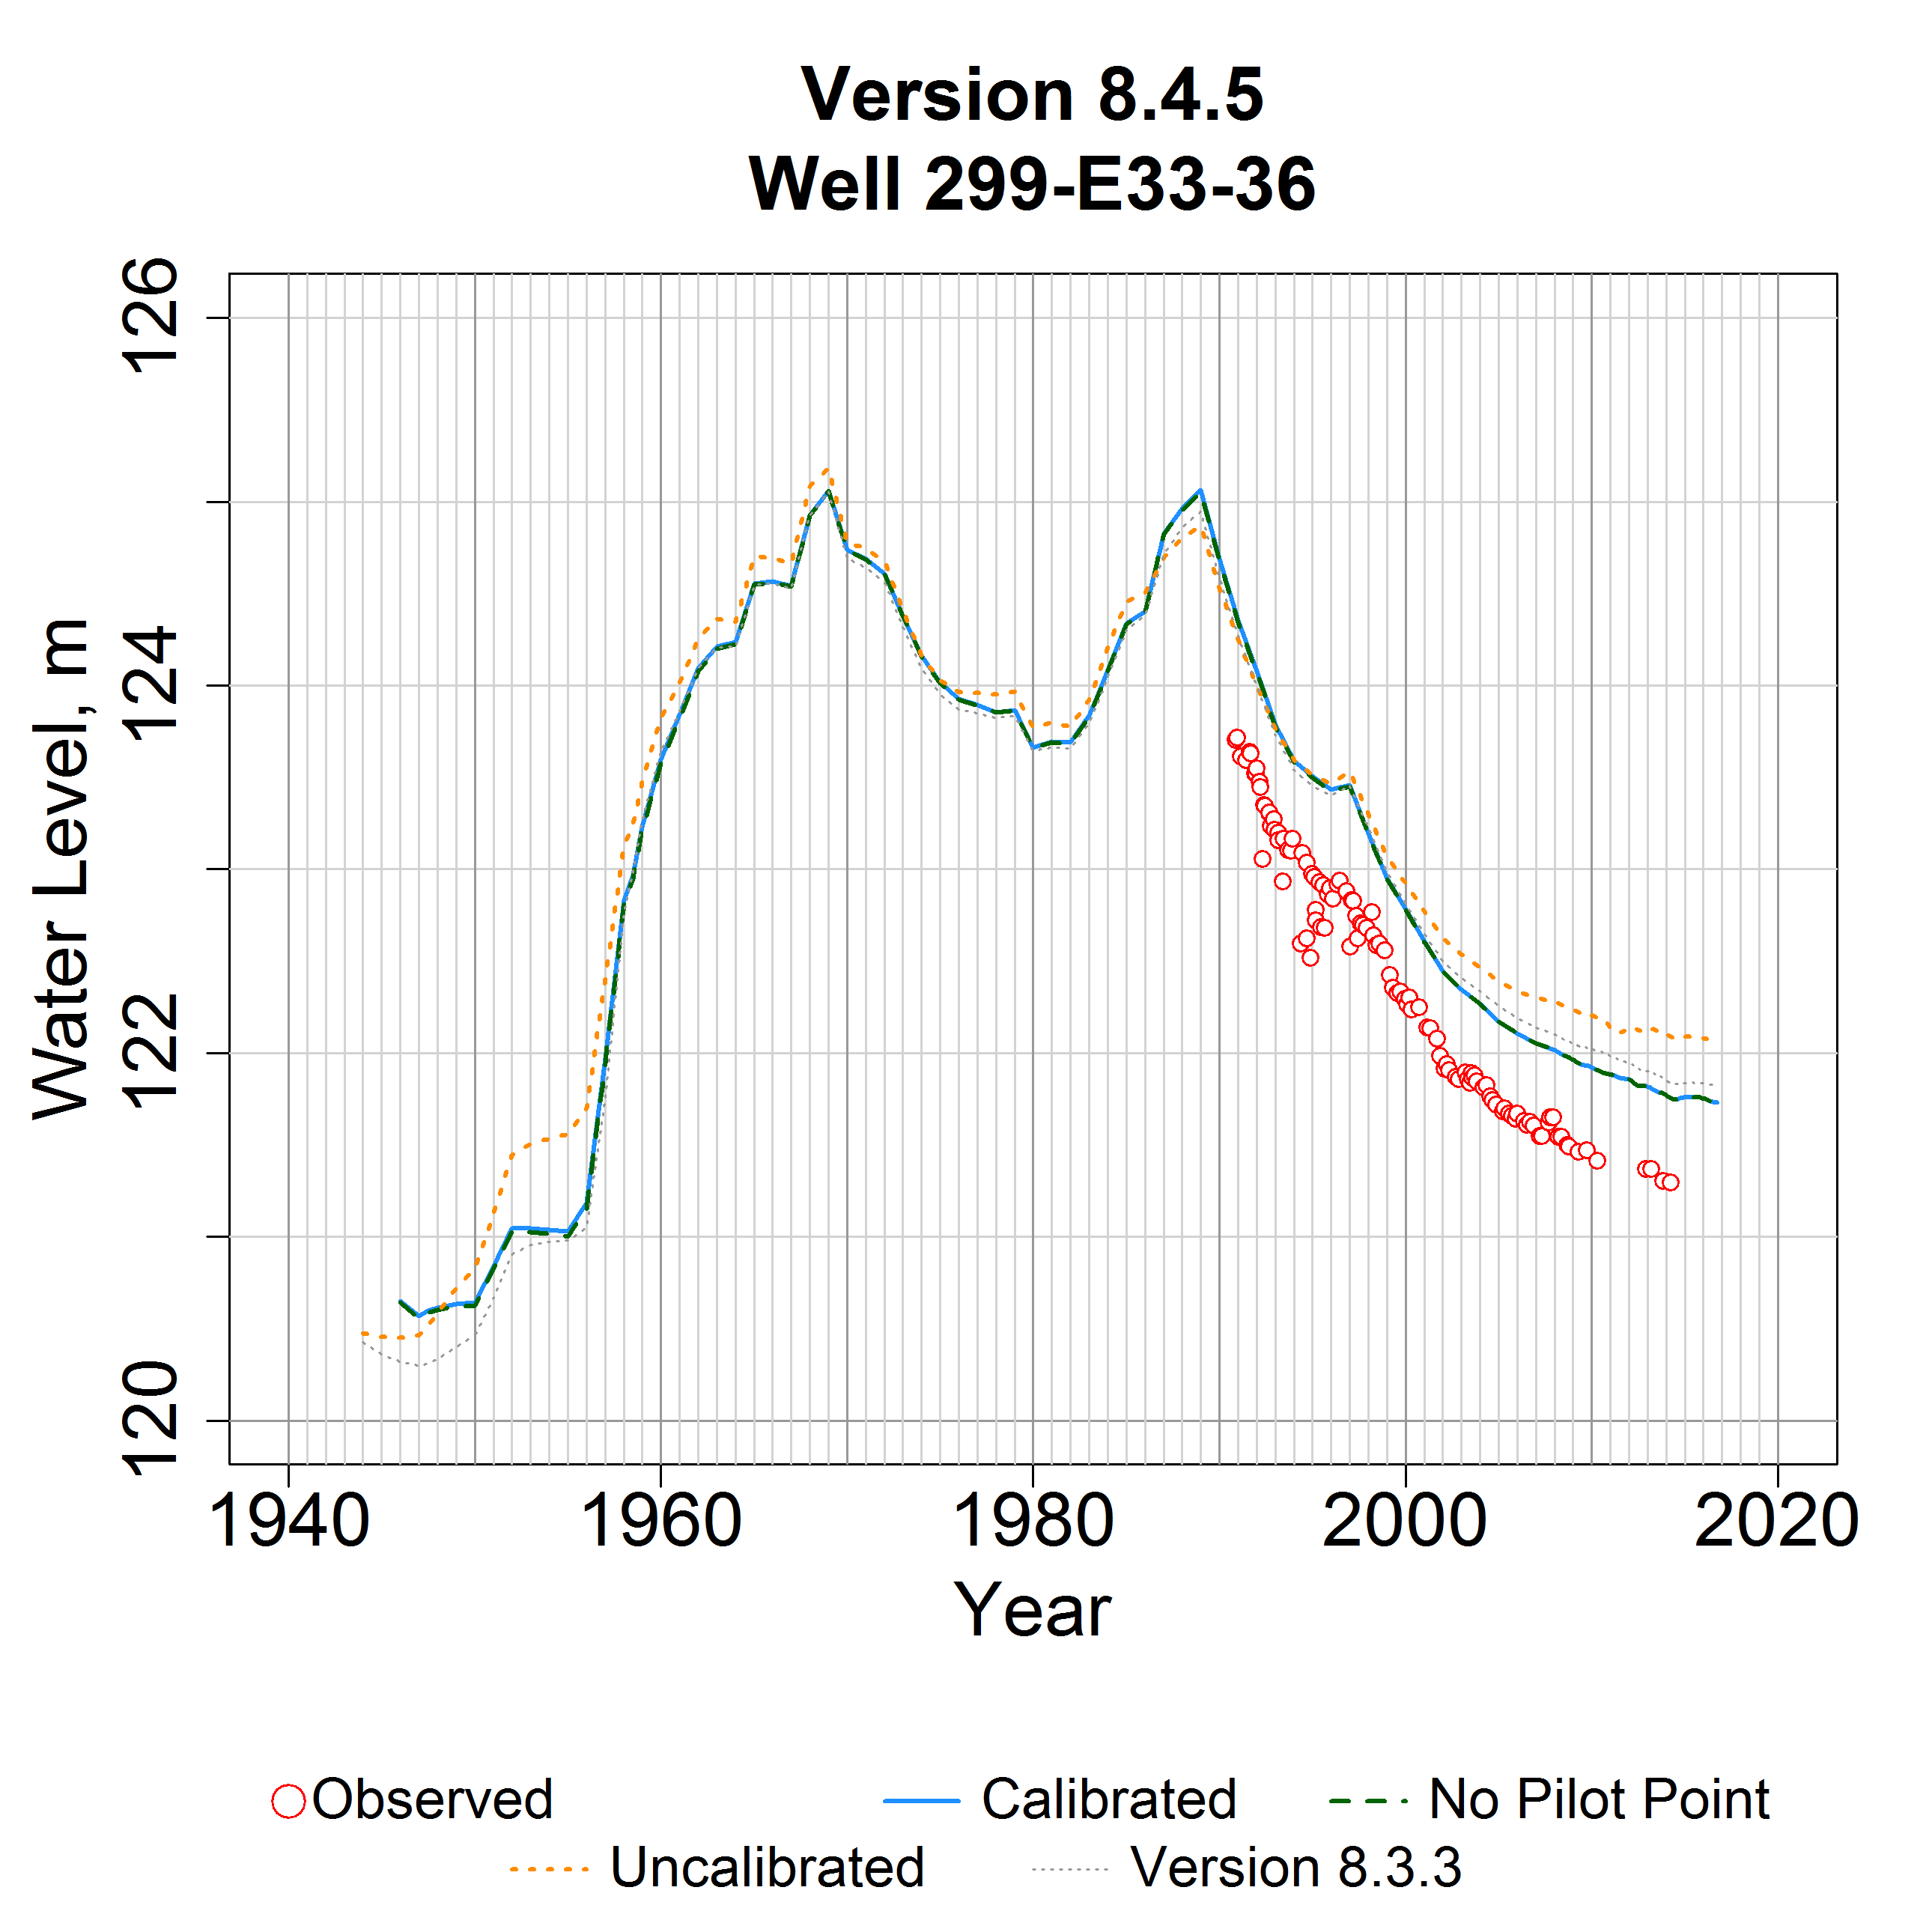 Version 8.4.5
Well 299-E33-36
126
124
122
120
Water Level, m
1940 1960 1980 2000 2020
Year
Observed Calibrated No Pilot Point
Uncalibrated Version 8.3.3